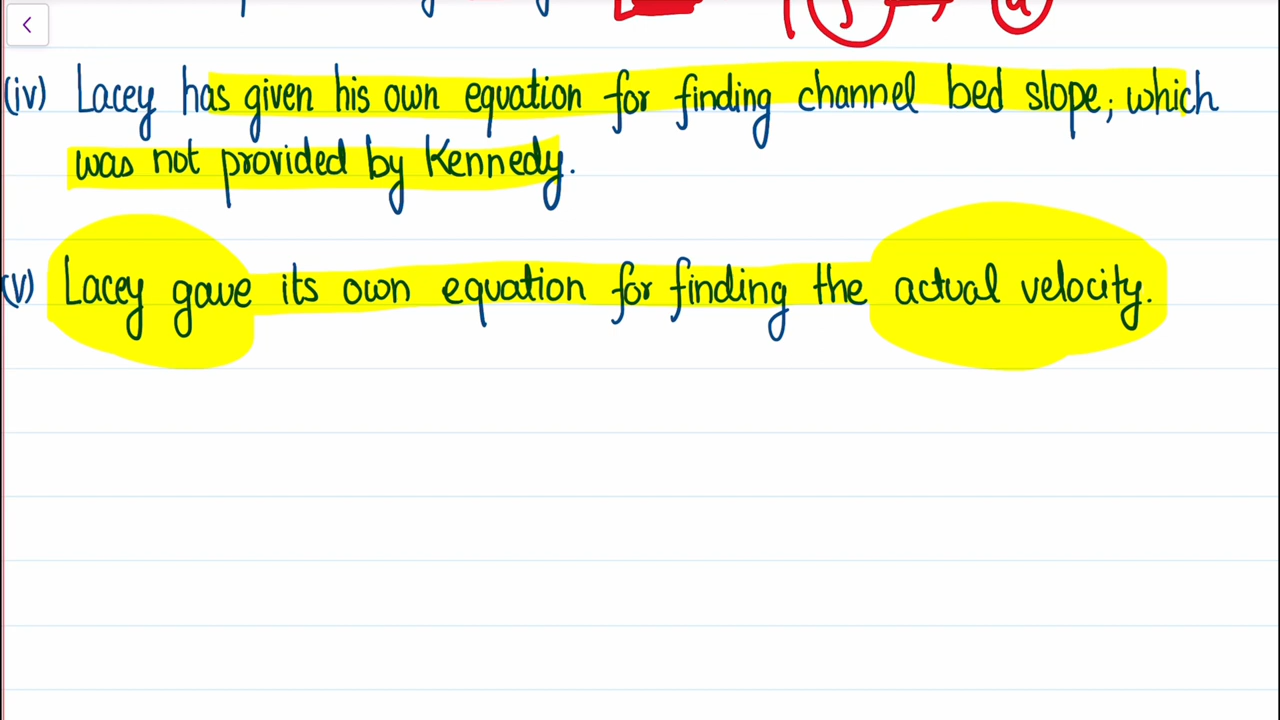 (iv) Lacey has given his own equation for finding channel bed slope; which
was not provided by Kennedy.
(v) Lacey gave its own equation for finding the actual velocity.